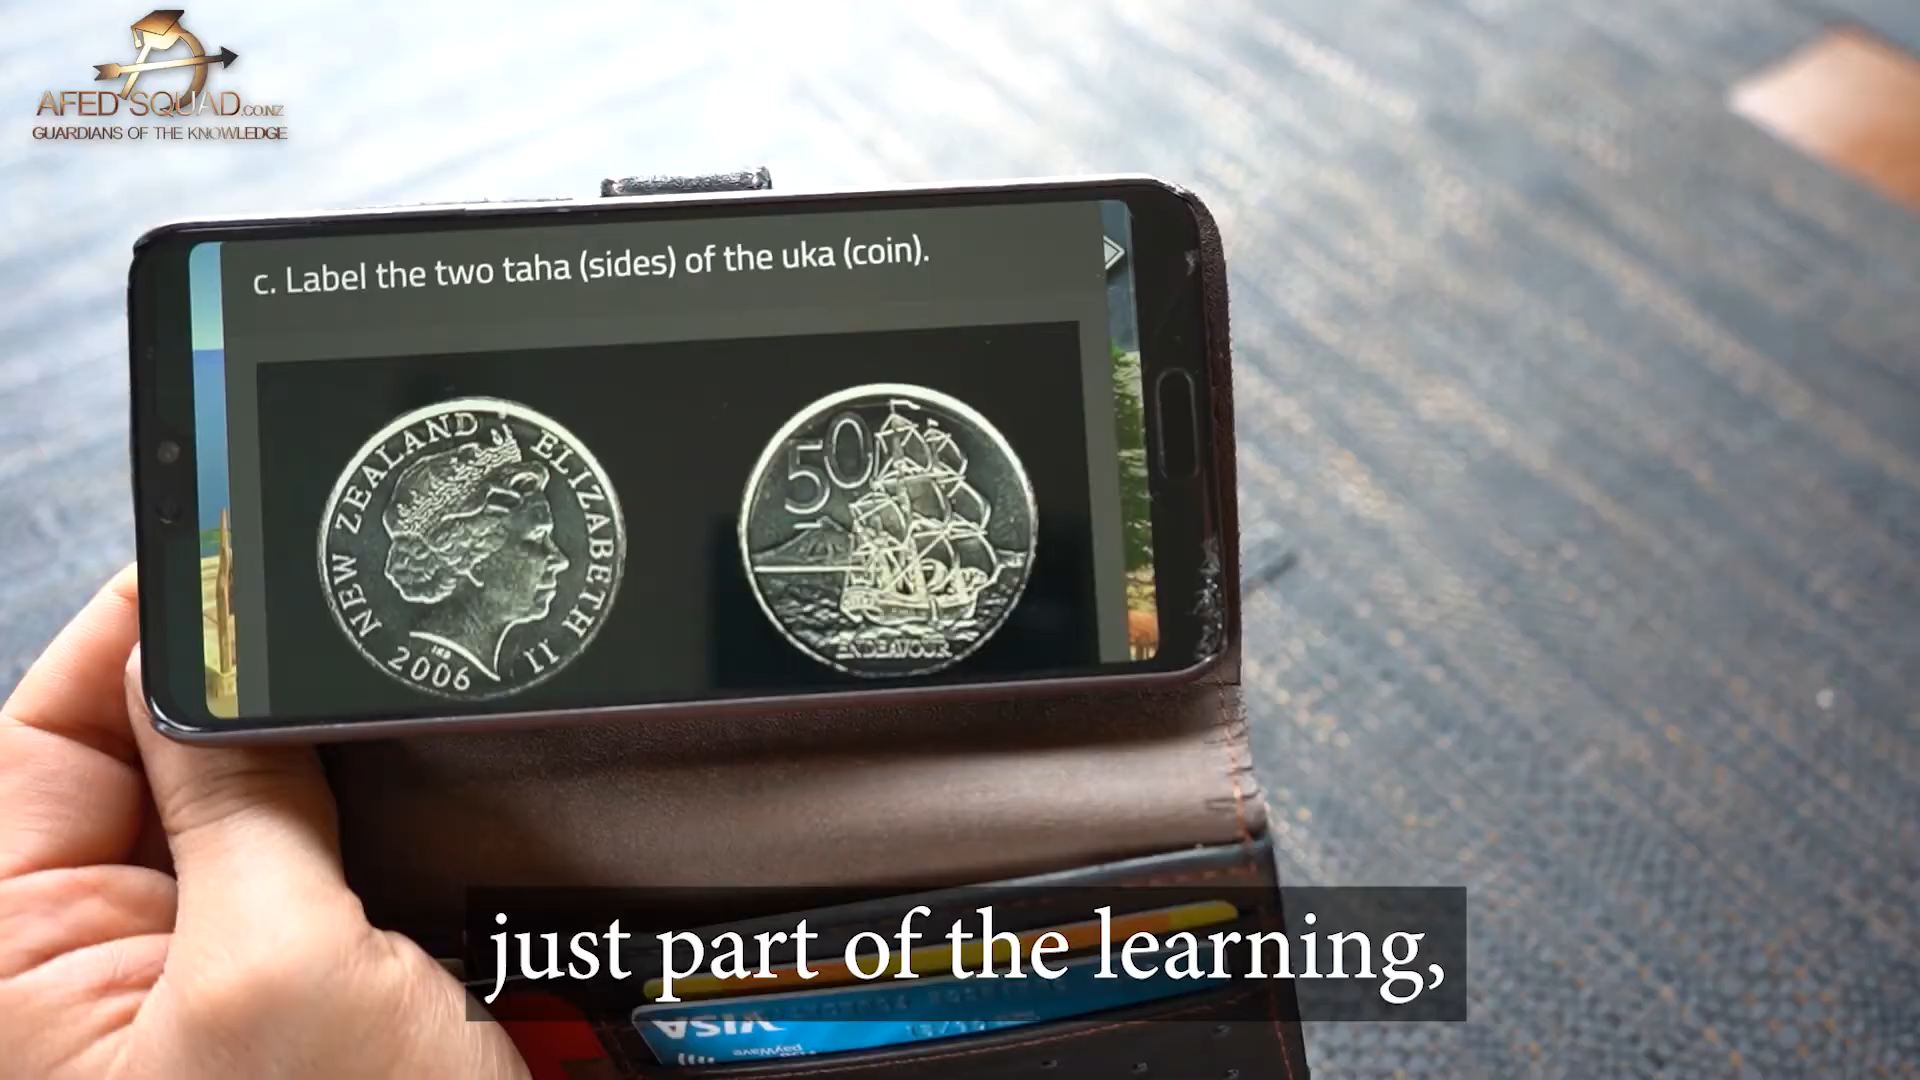 AFED SQUAD.CO.NZ
GUARDIANS OF THE KNOWLEDGE
c. Label the two taha (sides) of the uka (coin).
NEW ZEALAND ELIZABETH II
2006
50
ENDEAVOUR
just part of the learning,
VISA
payWave